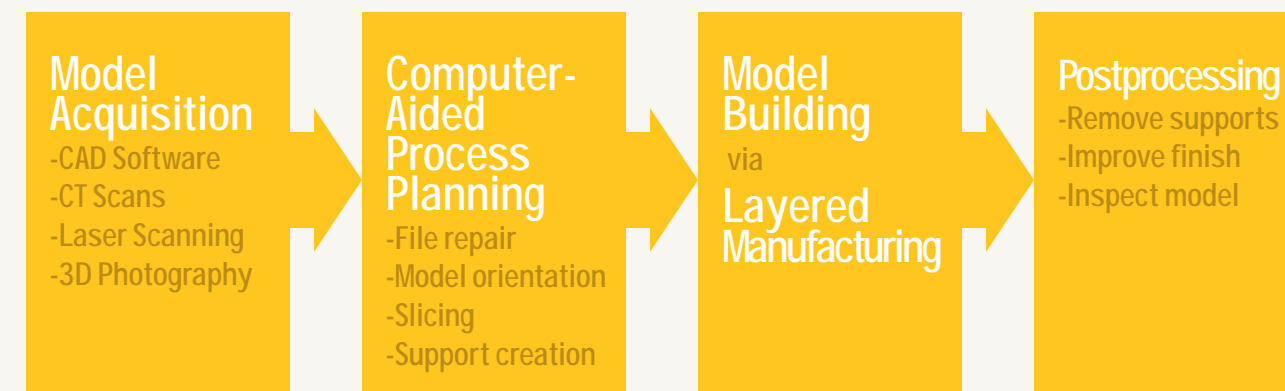 Model
Acquisition
-CAD Software
-CT Scans
-Laser Scanning
-3D Photography
Computer-
Aided
Process
Planning
-File repair
-Model orientation
-Slicing
-Support creation
Model
Building
via
Layered
Manufacturing
Postprocessing
-Remove supports
-Improve finish
-Inspect model